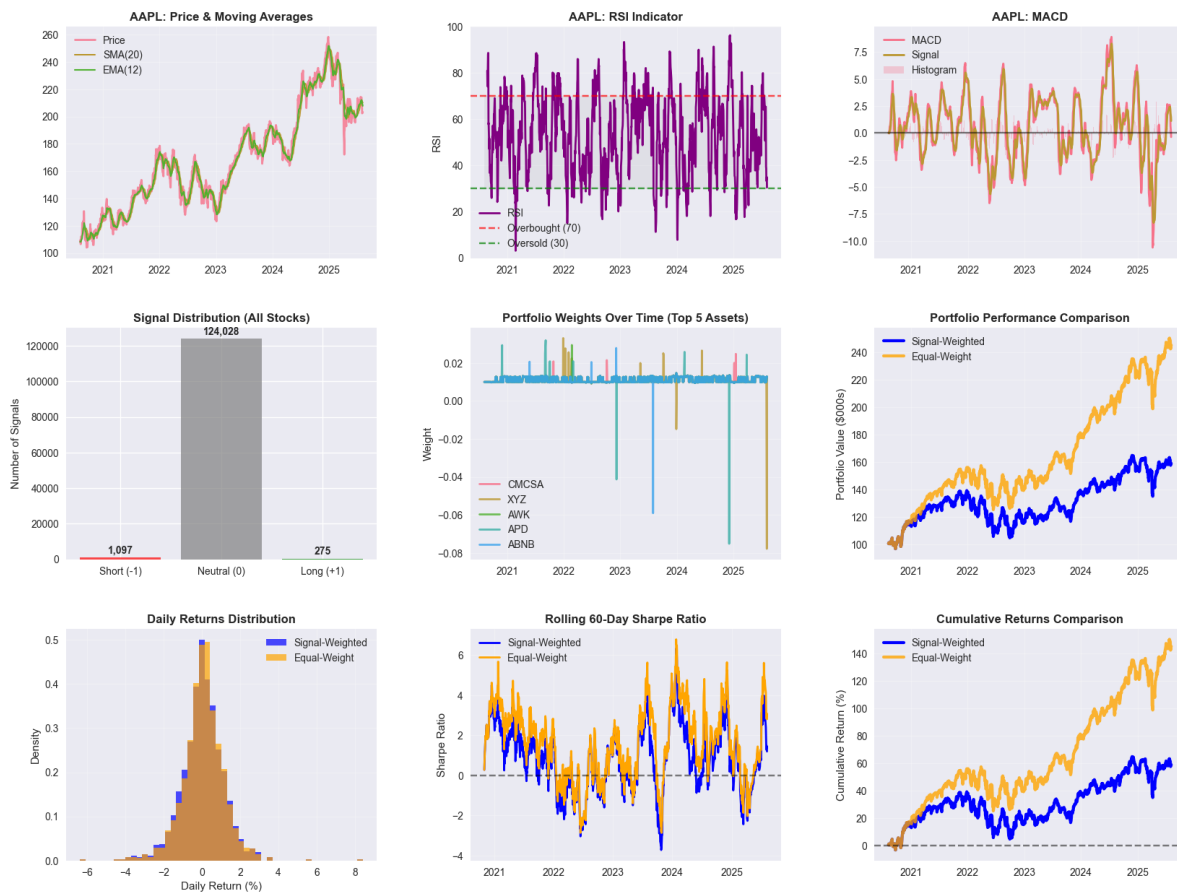 AAPL: Price & Moving Averages
260
240
220
200
180
160
140
120
100
Price
SMA(20)
EMA(12)
2021 2022 2023 2024 2025
AAPL: RSI Indicator
RSI
100
80
60
40
20
0
RSI
Overbought (70)
Oversold (30)
2021 2022 2023 2024 2025
AAPL: MACD
7.5
5.0
2.5
0.0
-2.5
-5.0
-7.5
-10.0
MACD
Signal
Histogram
2021 2022 2023 2024 2025
Signal Distribution (All Stocks)
Number of Signals
120000
100000
80000
60000
40000
20000
0
124,028
1,097
275
Short (-1) Neutral (0) Long (+1)
Portfolio Weights Over Time (Top 5 Assets)
Weight
0.02
0.00
−0.02
−0.04
−0.06
−0.08
CMCSA
XYZ
AWK
APD
ABNB
2021 2022 2023 2024 2025
Portfolio Performance Comparison
Portfolio Value ($000s)
240
220
200
180
160
140
120
100
Signal-Weighted
Equal-Weight
2021 2022 2023 2024 2025
Daily Returns Distribution
Density
0.5
0.4
0.3
0.2
0.1
0.0
Signal-Weighted
Equal-Weight
−6 −4 −2 0 2 4 6 8
Daily Return (%)
Rolling 60-Day Sharpe Ratio
Sharpe Ratio
6
4
2
0
−2
−4
Signal-Weighted
Equal-Weight
2021 2022 2023 2024 2025
Cumulative Returns Comparison
Cumulative Return (%)
140
120
100
80
60
40
20
0
Signal-Weighted
Equal-Weight
2021 2022 2023 2024 2025